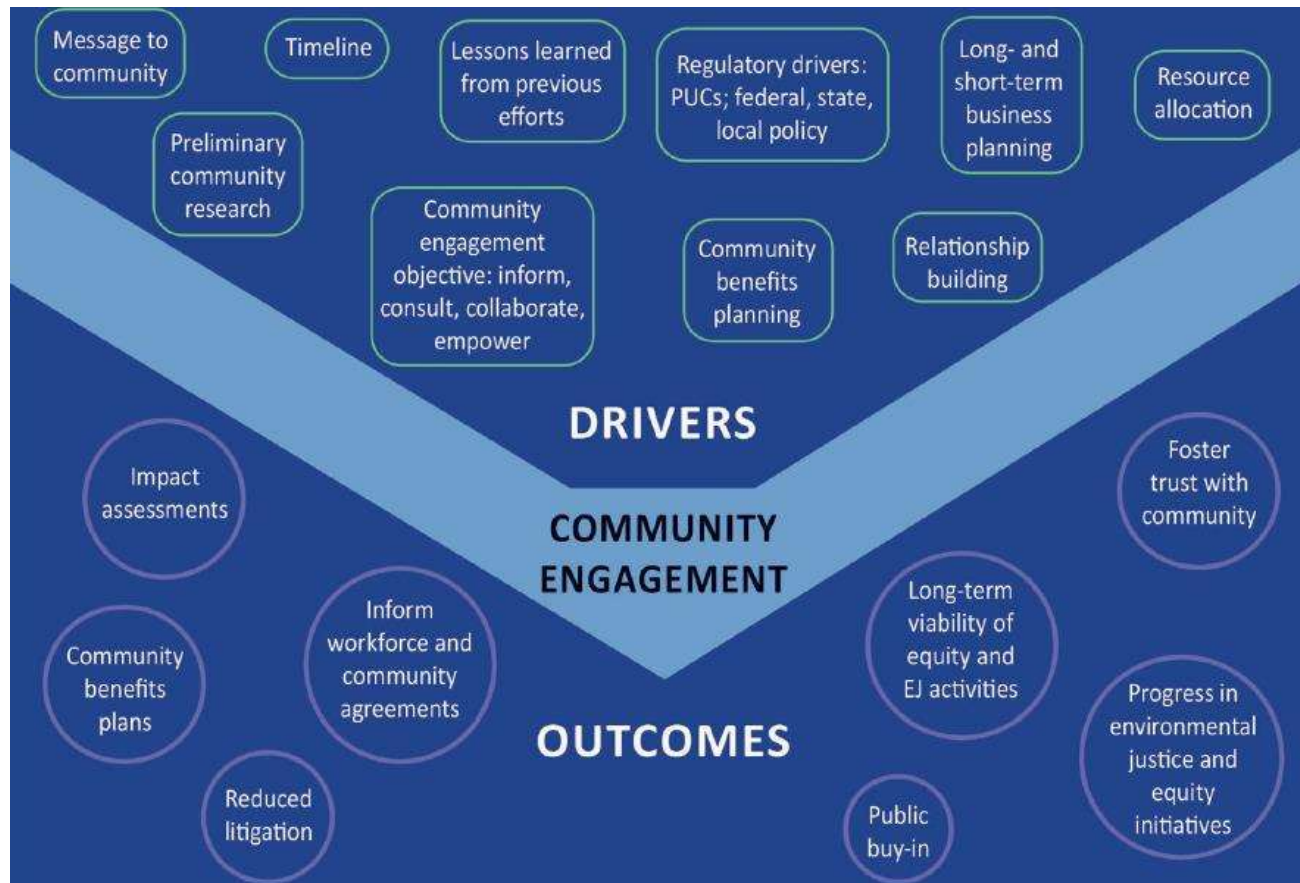 Message to
community
Timeline
Lessons learned
from previous
efforts
Regulatory drivers:
PUCs; federal, state,
local policy
Long- and
short-term
business
planning
Resource
allocation
Preliminary
community
research
Community
engagement
objective: inform,
consult, collaborate,
empower
Community
benefits
planning
Relationship
building
DRIVERS
COMMUNITY
ENGAGEMENT
Impact
assessments
Foster
trust with
community
Inform
workforce and
community
agreements
Long-term
viability of
equity and
EJ activities
Community
benefits
plans
Progress in
environmental
justice and
equity
initiatives
OUTCOMES
Reduced
litigation
Public
buy-in